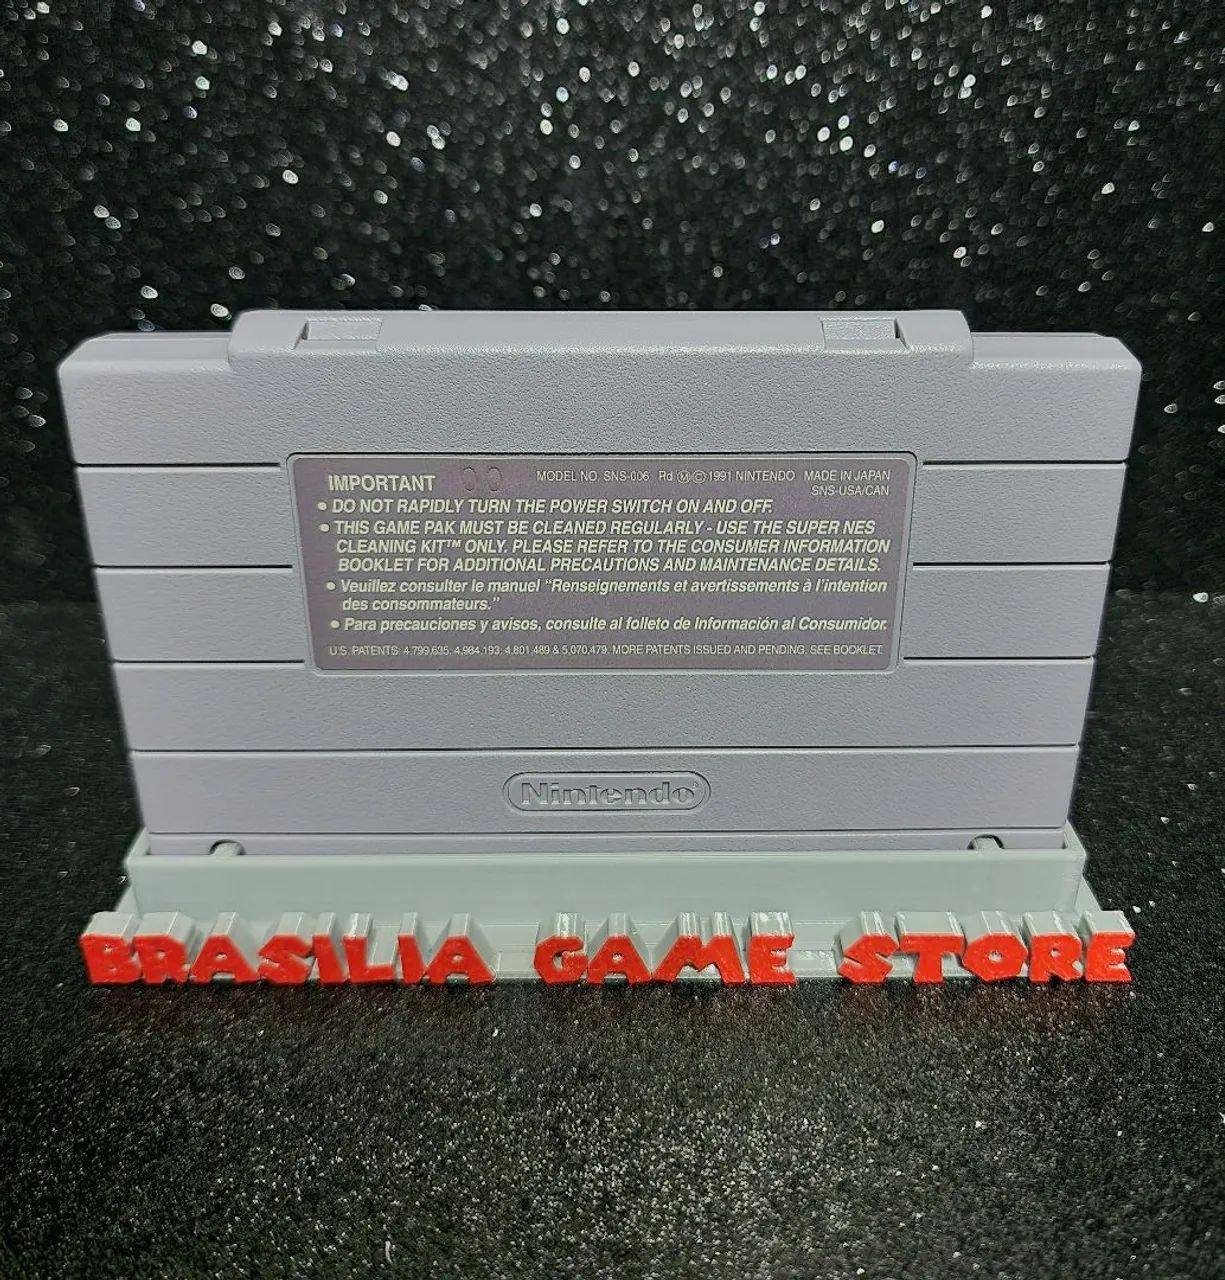 IMPORTANT 00 MODEL NO. SNS-006 Pd Ⓜ©1991 NINTENDO MADE IN JAPAN
SNS-USA/CAN
• DO NOT RAPIDLY TURN THE POWER SWITCH ON AND OFF.
• THIS GAME PAK MUST BE CLEANED REGULARLY - USE THE SUPER NES
CLEANING KIT™ ONLY. PLEASE REFER TO THE CONSUMER INFORMATION
BOOKLET FOR ADDITIONAL PRECAUTIONS AND MAINTENANCE DETAILS.
• Veuillez consulter le manuel "Renseignements et avertissements à l'intention
des consommateurs."
• Para precauciones y avisos, consulte al folleto de Información al Consumidor.
U.S. PATENTS: 4,799,635; 4,984,193; 4,801,489 & 5,070,479. MORE PATENTS ISSUED AND PENDING. SEE BOOKLET.
Nintendo®
BRASILIA GAME STORE